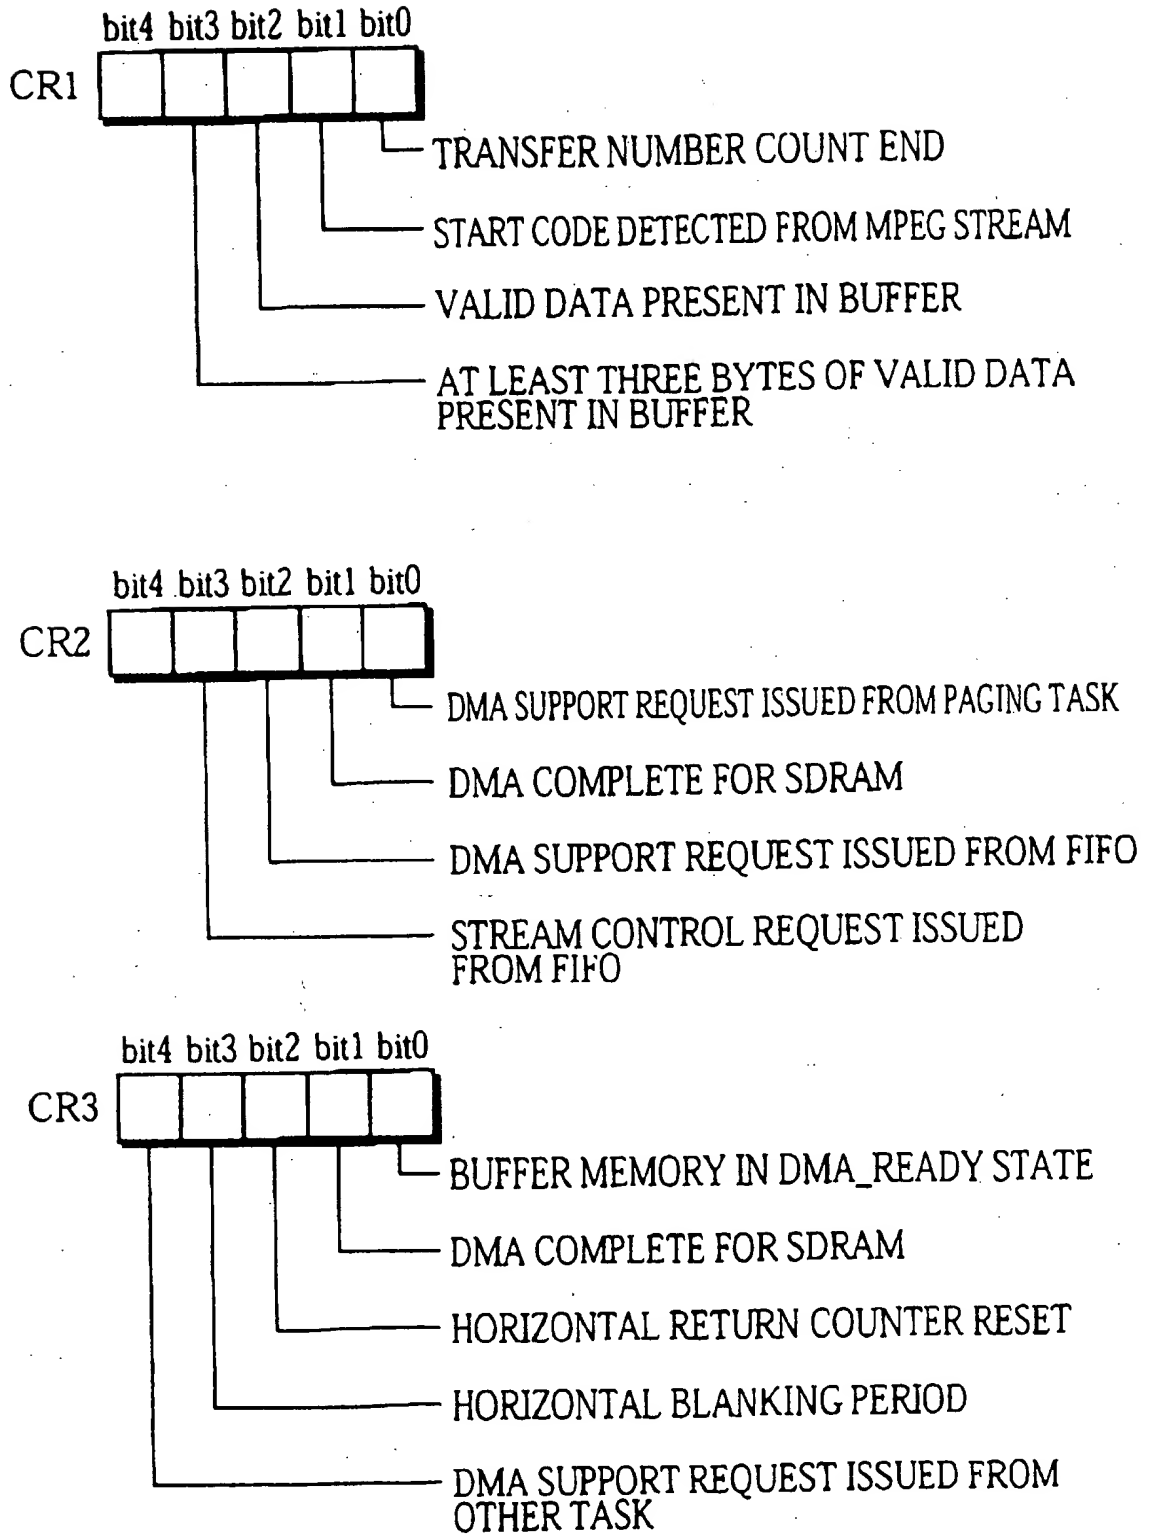 bit4 bit3 bit2 bit1 bit0
CR1
TRANSFER NUMBER COUNT END
START CODE DETECTED FROM MPEG STREAM
VALID DATA PRESENT IN BUFFER
AT LEAST THREE BYTES OF VALID DATA
PRESENT IN BUFFER
bit4 bit3 bit2 bit1 bit0
CR2
DMA SUPPORT REQUEST ISSUED FROM PAGING TASK
DMA COMPLETE FOR SDRAM
DMA SUPPORT REQUEST ISSUED FROM FIFO
STREAM CONTROL REQUEST ISSUED
FROM FIFO
bit4 bit3 bit2 bit1 bit0
CR3
BUFFER MEMORY IN DMA_READY STATE
DMA COMPLETE FOR SDRAM
HORIZONTAL RETURN COUNTER RESET
HORIZONTAL BLANKING PERIOD
DMA SUPPORT REQUEST ISSUED FROM
OTHER TASK